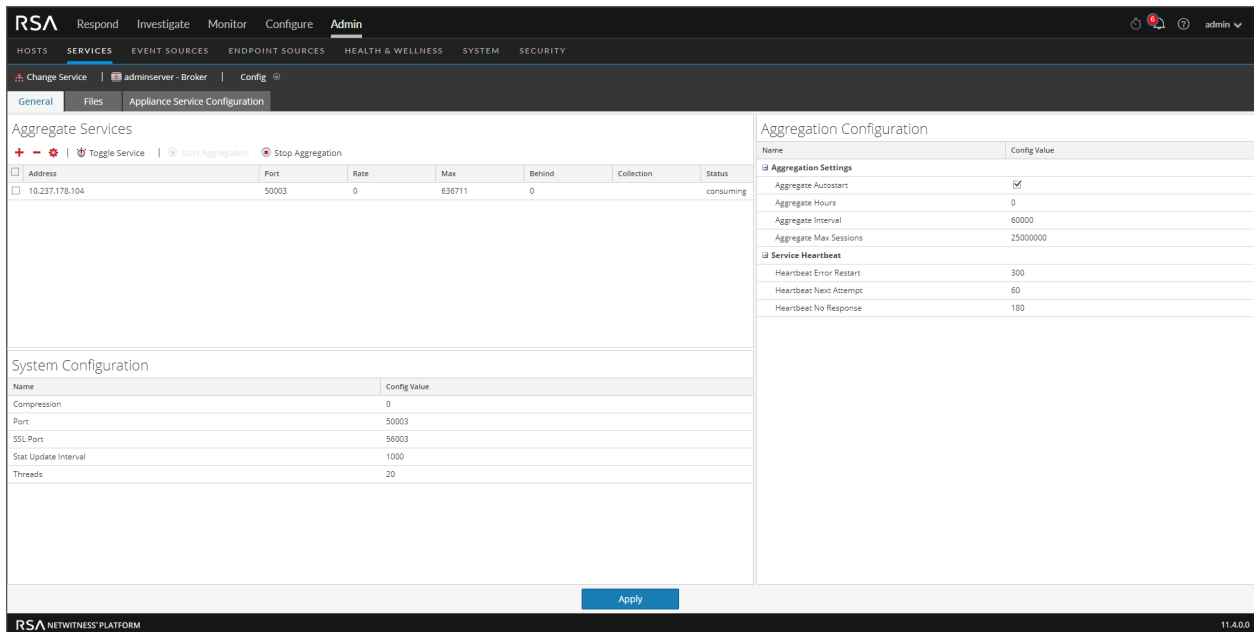 RSA Respond Investigate Monitor Configure Admin 6 admin
HOSTS SERVICES EVENT SOURCES ENDPOINT SOURCES HEALTH & WELLNESS SYSTEM SECURITY
Change Service | adminserver - Broker | Config
General Files Appliance Service Configuration
Aggregate Services
Toggle Service | Start Aggregation Stop Aggregation
Address Port Rate Max Behind Collection Status
10.237.178.104 50003 0 636711 0 consuming
System Configuration
Name Config Value
Compression 0
Port 50003
SSL Port 56003
Stat Update Interval 1000
Threads 20
Aggregation Configuration
Name Config Value
Aggregation Settings
Aggregate Autostart
Aggregate Hours 0
Aggregate Interval 60000
Aggregate Max Sessions 25000000
Service Heartbeat
Heartbeat Error Restart 300
Heartbeat Next Attempt 60
Heartbeat No Response 180
Apply
RSA NETWITNESS® PLATFORM 11.4.0.0